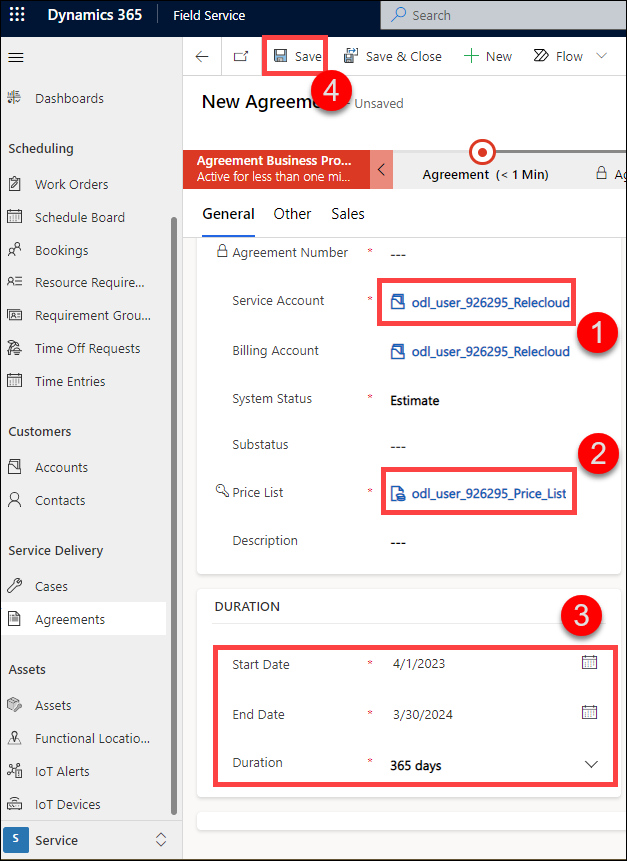 Dynamics 365 Field Service Search
Save Save & Close New Flow
4
New Agreeme - Unsaved
Dashboards
Scheduling
Work Orders
Schedule Board
Bookings
Resource Require...
Requirement Grou...
Time Off Requests
Time Entries
Customers
Accounts
Contacts
Service Delivery
Cases
Agreements
Assets
Assets
Functional Locatio...
IoT Alerts
IoT Devices
S Service
Agreement Business Pro...
Active for less than one mi...
Agreement (< 1 Min)
Ag
General Other Sales
Agreement Number * ---
Service Account * odl_user_926295_Relecloud
1
Billing Account odl_user_926295_Relecloud
System Status * Estimate
Substatus ---
2
Price List * odl_user_926295_Price_List
Description ---
DURATION
3
Start Date * 4/1/2023
End Date * 3/30/2024
Duration * 365 days